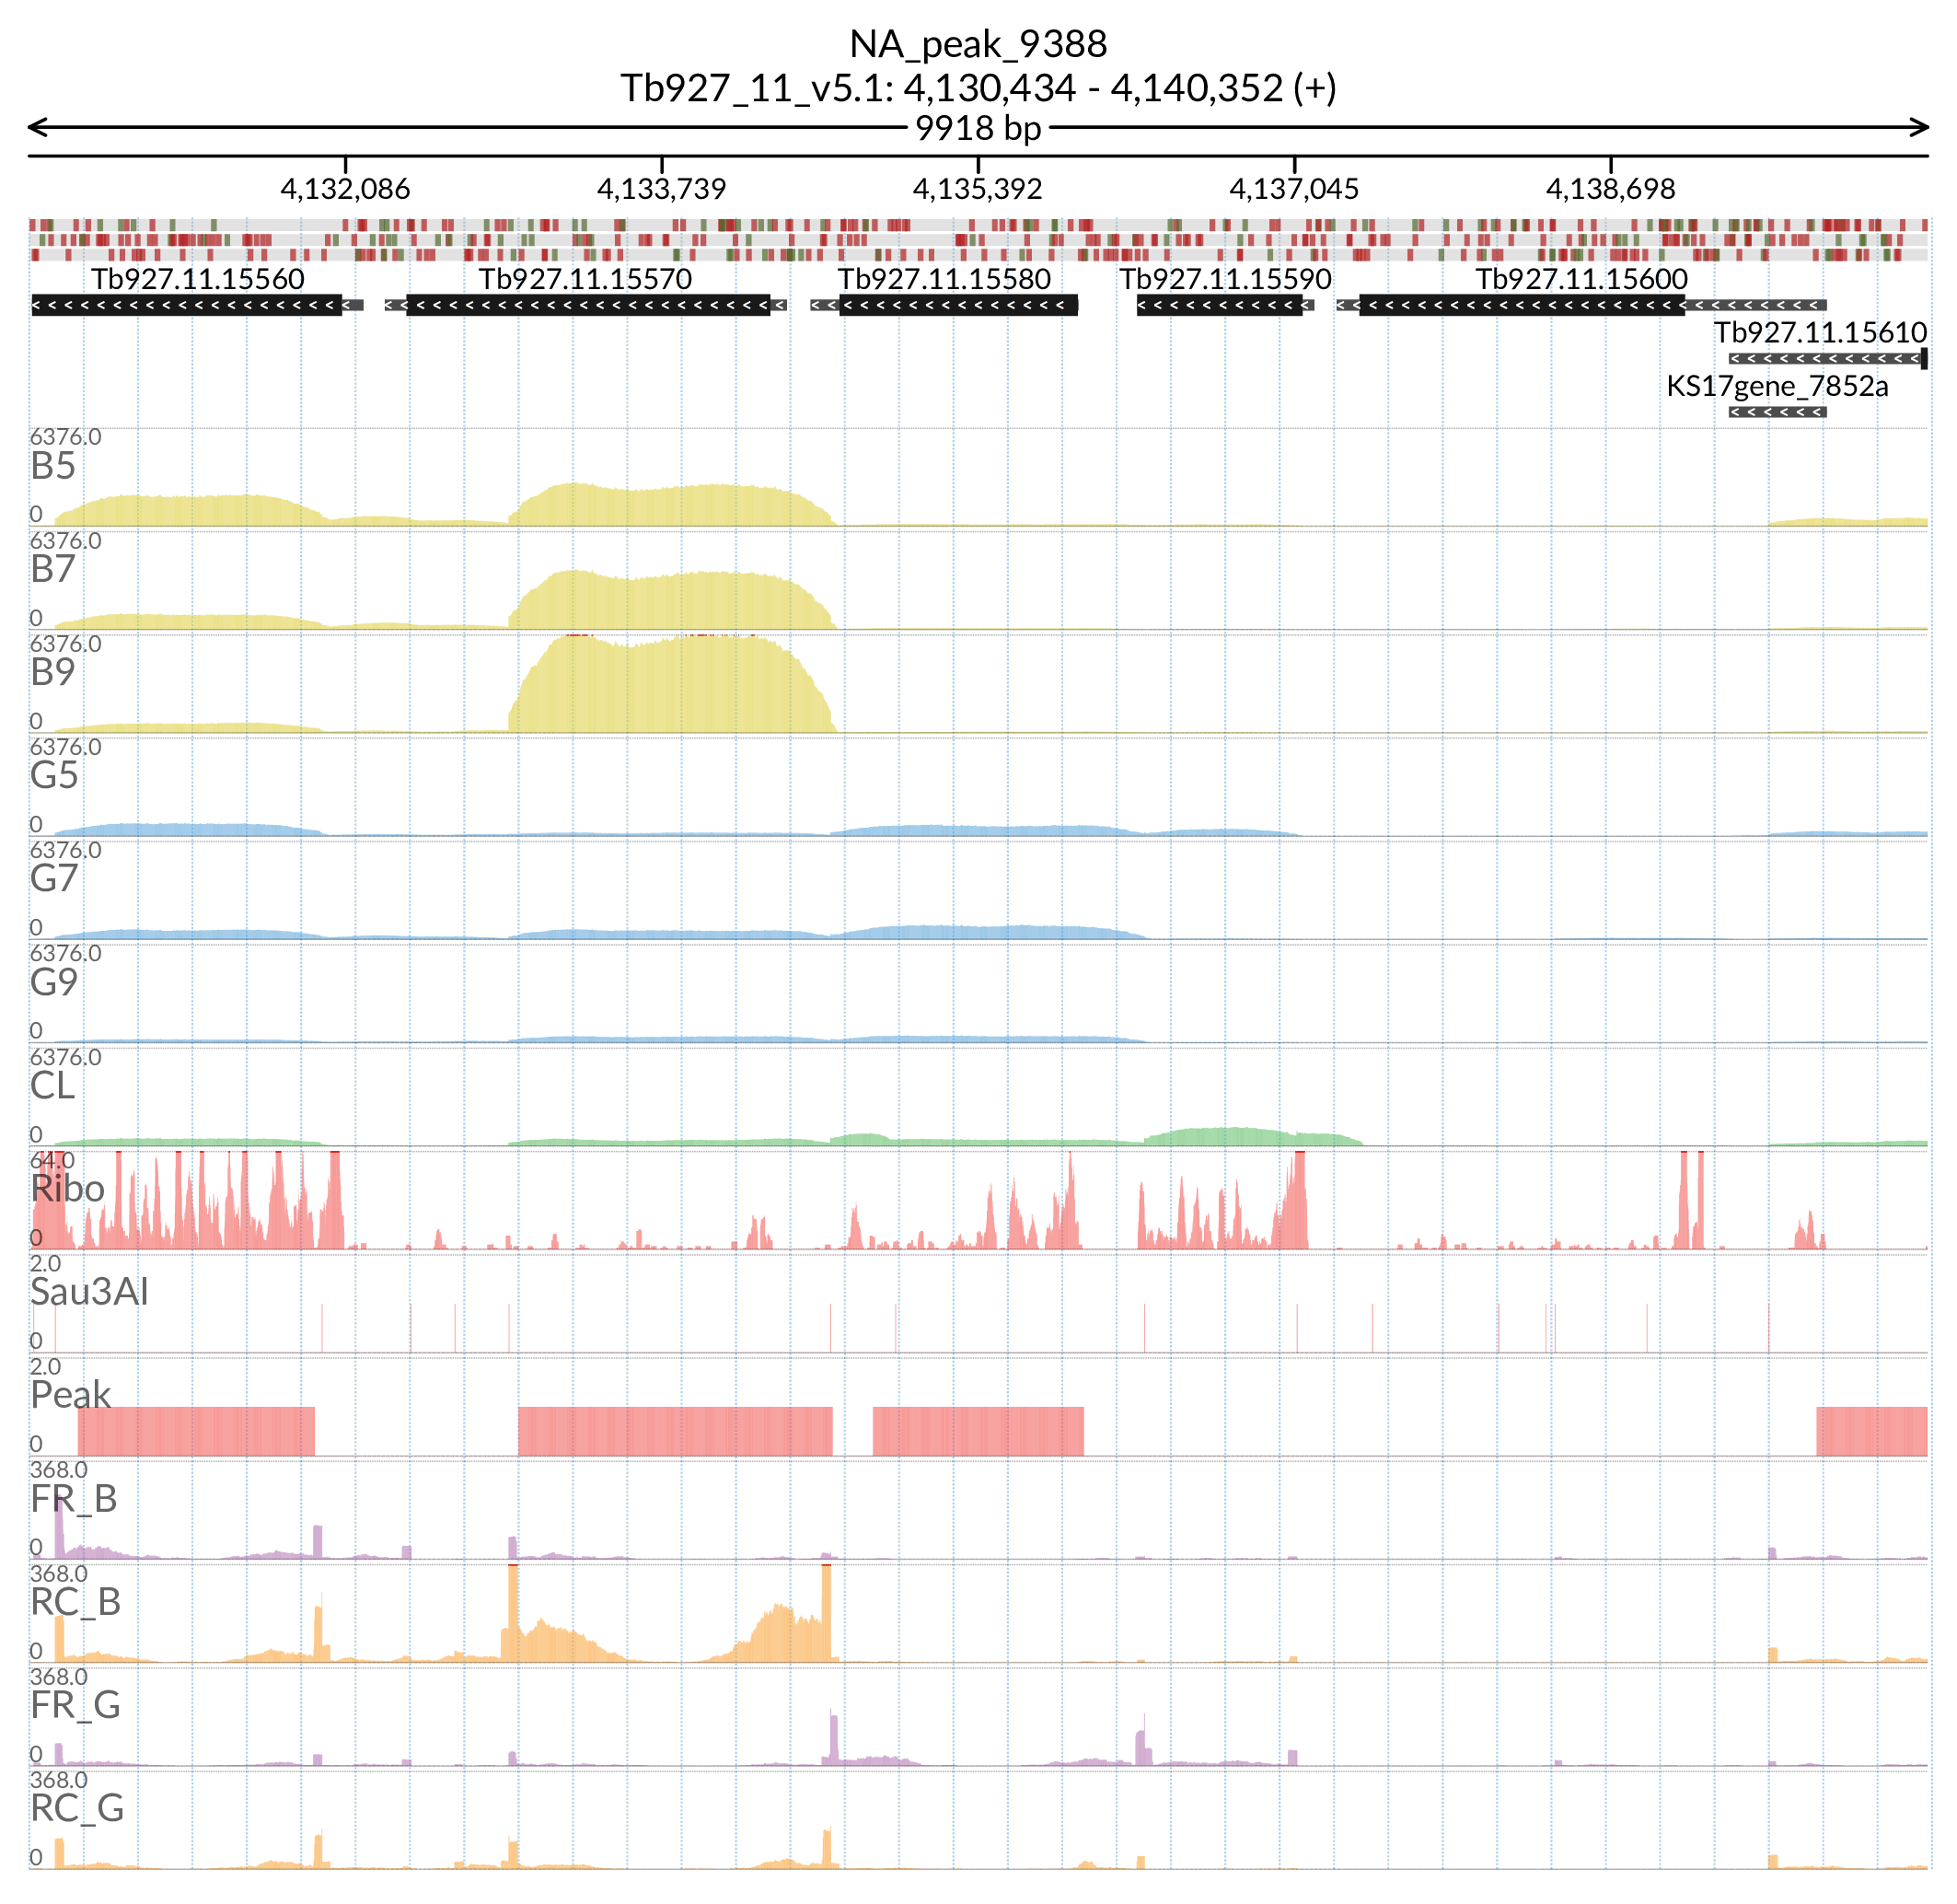 NA_peak_9388
Tb927_11_v5.1: 4,130,434 - 4,140,352 (+)
9918 bp
4,132,086 4,133,739 4,135,392 4,137,045 4,138,698
Tb927.11.15560 Tb927.11.15570 Tb927.11.15580 Tb927.11.15590 Tb927.11.15600
Tb927.11.15610
KS17gene_7852a
6376.0
B5
0
6376.0
B7
0
6376.0
B9
0
6376.0
G5
0
6376.0
G7
0
6376.0
G9
0
6376.0
CL
0
64.0
Ribo
0
2.0
Sau3AI
0
2.0
Peak
0
368.0
FR_B
0
368.0
RC_B
0
368.0
FR_G
0
368.0
RC_G
0